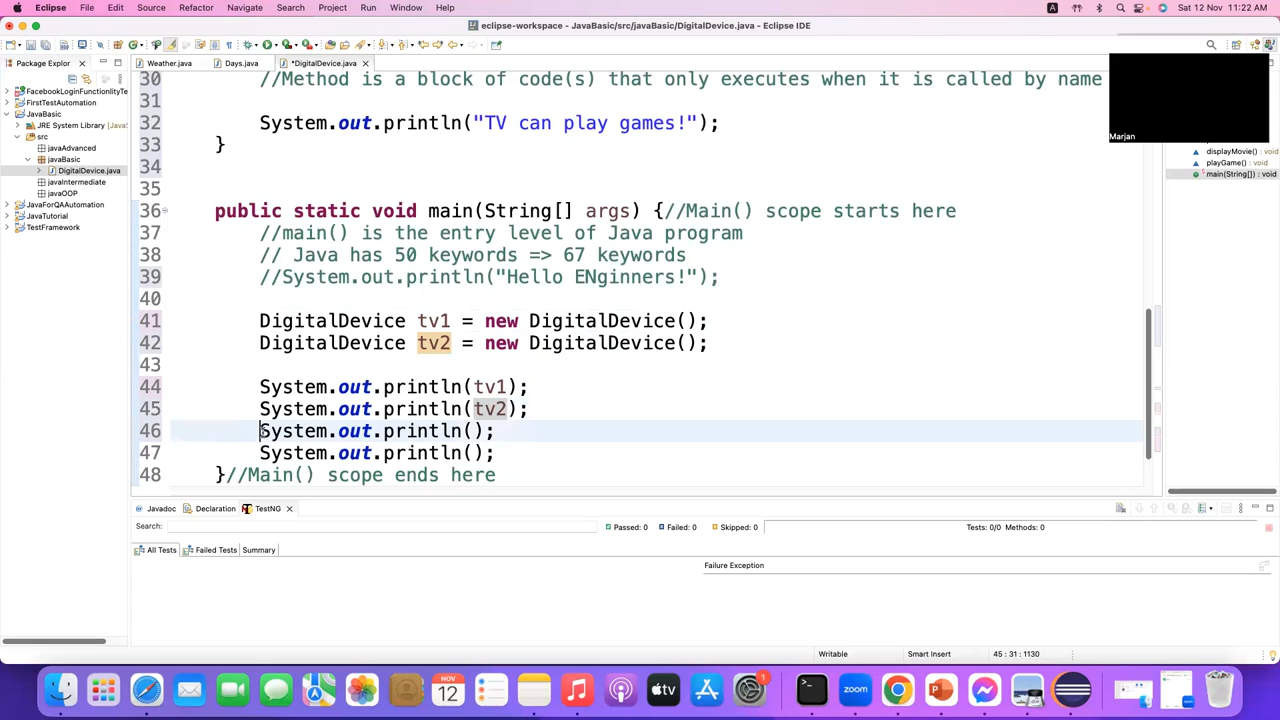 Eclipse File Edit Source Refactor Navigate Search Project Run Window Help
A
Sat 12 Nov 11:22 AM
eclipse-workspace - JavaBasic/src/javaBasic/DigitalDevice.java - Eclipse IDE
Package Explorer
Weather.java
Days.java
*DigitalDevice.java
FacebookLoginFunctionlityTe
FirstTestAutomation
JavaBasic
JRE System Library [Java
src
javaAdvanced
javaBasic
DigitalDevice.java
javaIntermediate
javaOOP
JavaForQAAutomation
JavaTutorial
TestFramework
30 //Method is a block of code(s) that only executes when it is called by name
31
32 System.out.println("TV can play games!");
33 }
34
35
36 public static void main(String[] args) {//Main() scope starts here
37 //main() is the entry level of Java program
38 // Java has 50 keywords => 67 keywords
39 //System.out.println("Hello ENginners!");
40
41 DigitalDevice tv1 = new DigitalDevice();
42 DigitalDevice tv2 = new DigitalDevice();
43
44 System.out.println(tv1);
45 System.out.println(tv2);
46 System.out.println();
47 System.out.println();
48 }//Main() scope ends here
Marjan
displayMovie() : void
playGame() : void
main(String[]) : void
Javadoc
Declaration
TestNG
Search:
Passed: 0
Failed: 0
Skipped: 0
Tests: 0/0 Methods: 0
All Tests
Failed Tests
Summary
Failure Exception
Writable
Smart Insert
45 : 31 : 1130
NOV
12
tv
1
zoom